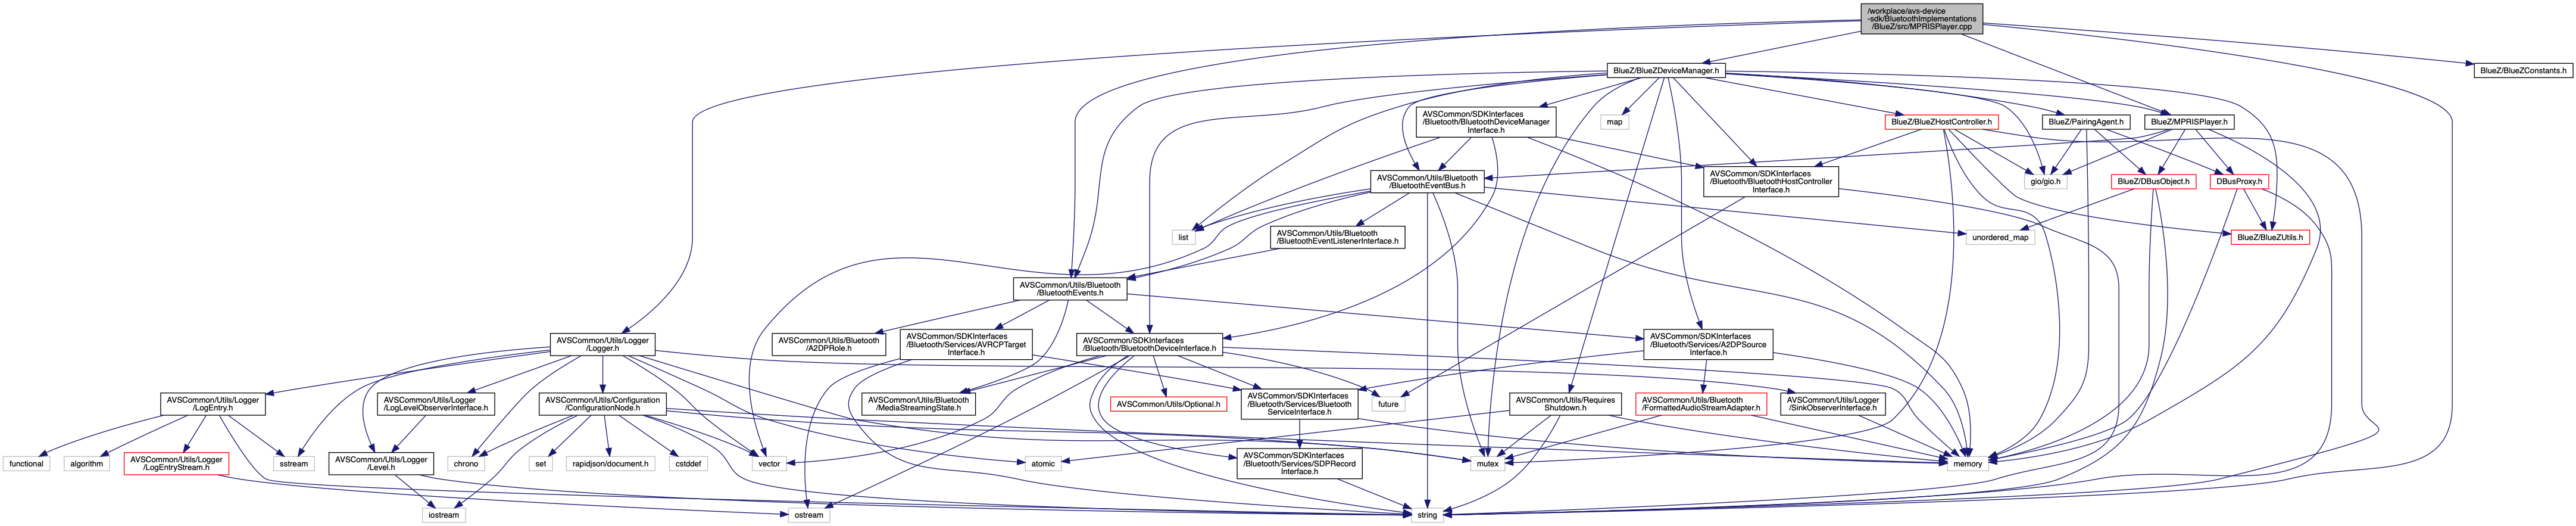 /workplace/avs-device
-sdk/BluetoothImplementations
/BlueZ/src/MPRISPlayer.cpp
BlueZ/BlueZDeviceManager.h
BlueZ/BlueZConstants.h
AVSCommon/SDKInterfaces
/Bluetooth/BluetoothDeviceManager
Interface.h
map
BlueZ/BlueZHostController.h
BlueZ/PairingAgent.h
BlueZ/MPRISPlayer.h
AVSCommon/Utils/Bluetooth
/BluetoothEventBus.h
AVSCommon/SDKInterfaces
/Bluetooth/BluetoothHostController
Interface.h
gio/gio.h
BlueZ/DBusObject.h
DBusProxy.h
list
AVSCommon/Utils/Bluetooth
/BluetoothEventListenerInterface.h
unordered_map
BlueZ/BlueZUtils.h
AVSCommon/Utils/Bluetooth
/BluetoothEvents.h
AVSCommon/Utils/Logger
/Logger.h
AVSCommon/Utils/Bluetooth
/A2DPRole.h
AVSCommon/SDKInterfaces
/Bluetooth/Services/AVRCPTarget
Interface.h
AVSCommon/SDKInterfaces
/Bluetooth/BluetoothDeviceInterface.h
AVSCommon/SDKInterfaces
/Bluetooth/Services/A2DPSource
Interface.h
AVSCommon/Utils/Logger
/LogEntry.h
AVSCommon/Utils/Logger
/LogLevelObserverInterface.h
AVSCommon/Utils/Configuration
/ConfigurationNode.h
AVSCommon/Utils/Bluetooth
/MediaStreamingState.h
AVSCommon/Utils/Optional.h
AVSCommon/SDKInterfaces
/Bluetooth/Services/Bluetooth
ServiceInterface.h
future
AVSCommon/Utils/Requires
Shutdown.h
AVSCommon/Utils/Bluetooth
/FormattedAudioStreamAdapter.h
AVSCommon/Utils/Logger
/SinkObserverInterface.h
functional
algorithm
AVSCommon/Utils/Logger
/LogEntryStream.h
sstream
AVSCommon/Utils/Logger
/Level.h
chrono
set
rapidjson/document.h
cstddef
vector
atomic
AVSCommon/SDKInterfaces
/Bluetooth/Services/SDPRecord
Interface.h
mutex
memory
iostream
ostream
string